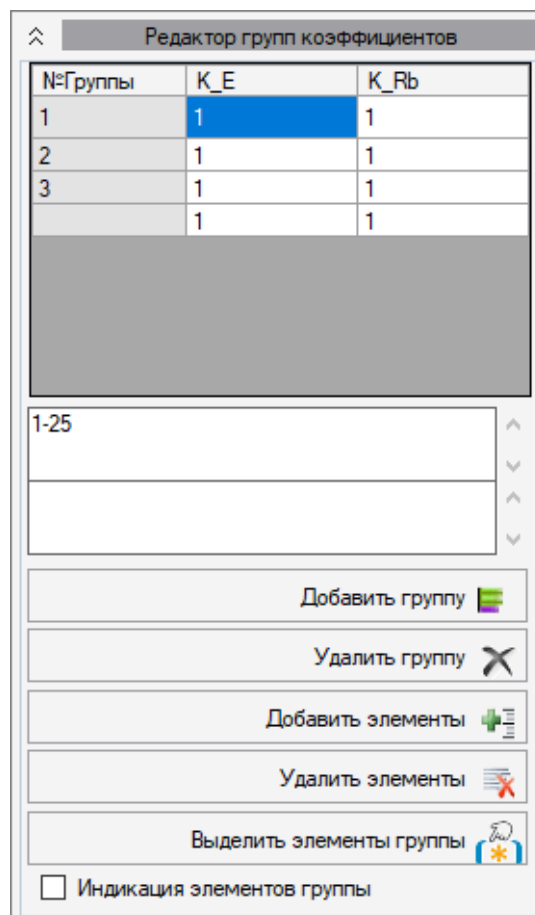 Редактор групп коэффициентов
№Группы K_E K_Rb
1 1 1
2 1 1
3 1 1
1 1
1-25
Добавить группу
Удалить группу
Добавить элементы
Удалить элементы
Выделить элементы группы
Индикация элементов группы